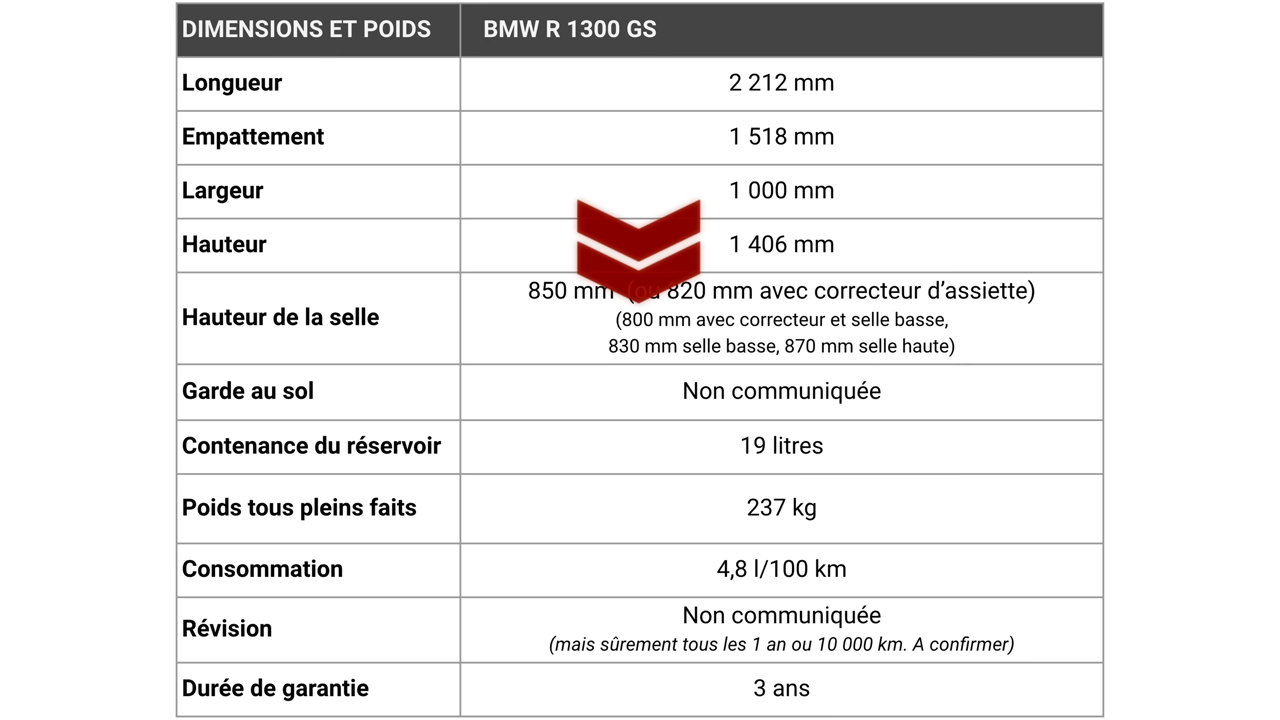 DIMENSIONS ET POIDS BMW R 1300 GS
Longueur 2 212 mm
Empattement 1 518 mm
Largeur 1 000 mm
Hauteur 1 406 mm
850 mm (ou 820 mm avec correcteur d’assiette)
Hauteur de la selle (800 mm avec correcteur et selle basse,
830 mm selle basse, 870 mm selle haute)
Garde au sol Non communiquée
Contenance du réservoir 19 litres
Poids tous pleins faits 237 kg
Consommation 4,8 l/100 km
Révision Non communiquée
(mais sûrement tous les 1 an ou 10 000 km. A confirmer)
Durée de garantie 3 ans